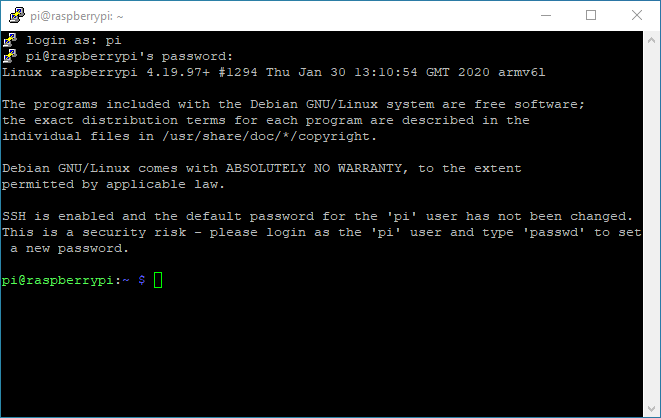 pi@raspberrypi: ~
login as: pi
pi@raspberrypi's password:
Linux raspberrypi 4.19.97+ #1294 Thu Jan 30 13:10:54 GMT 2020 armv6l
The programs included with the Debian GNU/Linux system are free software;
the exact distribution terms for each program are described in the
individual files in /usr/share/doc/*/copyright.
Debian GNU/Linux comes with ABSOLUTELY NO WARRANTY, to the extent
permitted by applicable law.
SSH is enabled and the default password for the 'pi' user has not been changed.
This is a security risk - please login as the 'pi' user and type 'passwd' to set
a new password.
pi@raspberrypi:~ $